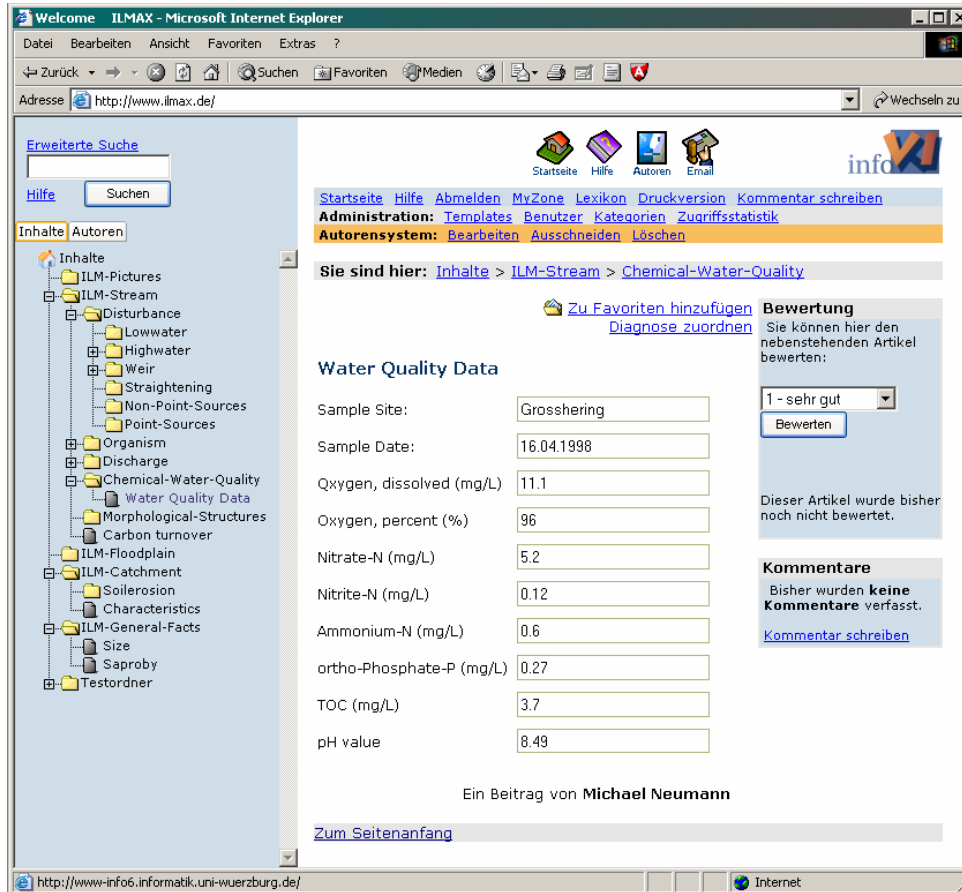 Welcome ILMAX - Microsoft Internet Explorer
Datei Bearbeiten Ansicht Favoriten Extras ?
Zurück Suchen Favoriten Medien
Adresse http://www.ilmax.de/ Wechseln zu
Erweiterte Suche
Hilfe Suchen
Inhalte Autoren
Inhalte
ILM-Pictures
ILM-Stream
Disturbance
Lowwater
Highwater
Weir
Straightening
Non-Point-Sources
Point-Sources
Organism
Discharge
Chemical-Water-Quality
Water Quality Data
Morphological-Structures
Carbon turnover
ILM-Floodplain
ILM-Catchment
Soilerosion
Characteristics
ILM-General-Facts
Size
Saproby
Testordner
Startseite Hilfe Autoren Email
info VI
Startseite Hilfe Abmelden MyZone Lexikon Druckversion Kommentar schreiben
Administration: Templates Benutzer Kategorien Zugriffsstatistik
Autorensystem: Bearbeiten Ausschneiden Löschen
Sie sind hier: Inhalte > ILM-Stream > Chemical-Water-Quality
Zu Favoriten hinzufügen
Diagnose zuordnen
Water Quality Data
Sample Site: Grosshering
Sample Date: 16.04.1998
Qxygen, dissolved (mg/L) 11.1
Oxygen, percent (%) 96
Nitrate-N (mg/L) 5.2
Nitrite-N (mg/L) 0.12
Ammonium-N (mg/L) 0.6
ortho-Phosphate-P (mg/L) 0.27
TOC (mg/L) 3.7
pH value 8.49
Ein Beitrag von Michael Neumann
Zum Seitenanfang
Bewertung
Sie können hier den
nebenstehenden Artikel
bewerten:
1 - sehr gut
Bewerten
Dieser Artikel wurde bisher
noch nicht bewertet.
Kommentare
Bisher wurden keine
Kommentare verfasst.
Kommentar schreiben
http://www-info6.informatik.uni-wuerzburg.de/ Internet